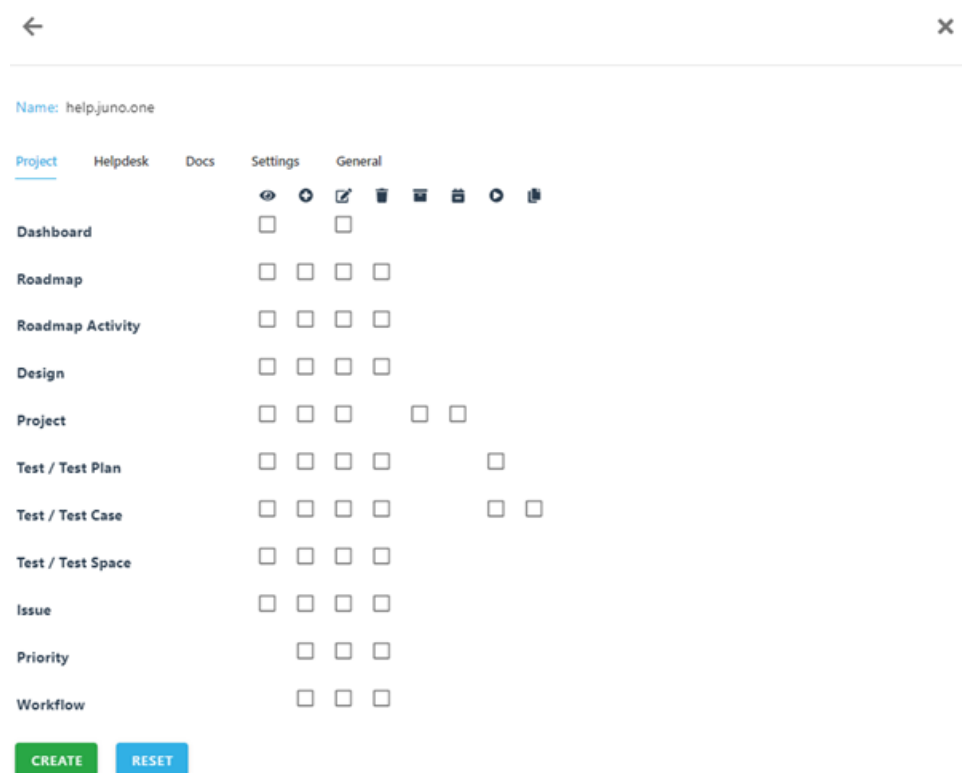 Name: help.juno.one
Project Helpdesk Docs Settings General
Dashboard
Roadmap
Roadmap Activity
Design
Project
Test / Test Plan
Test / Test Case
Test / Test Space
Issue
Priority
Workflow
CREATE RESET